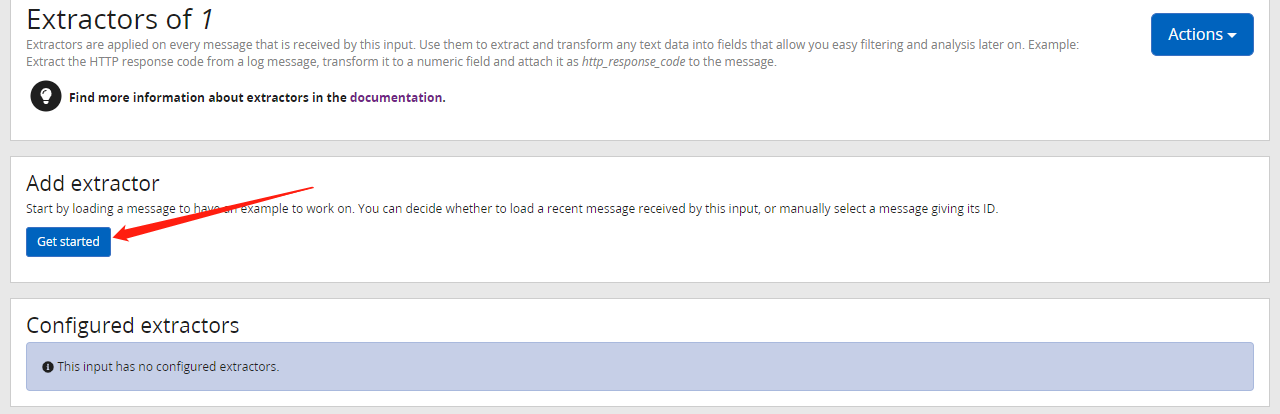 Extractors of 1
Actions
Extractors are applied on every message that is received by this input. Use them to extract and transform any text data into fields that allow you easy filtering and analysis later on. Example:
Extract the HTTP response code from a log message, transform it to a numeric field and attach it as http_response_code to the message.
Find more information about extractors in the documentation.
Add extractor
Start by loading a message to have an example to work on. You can decide whether to load a recent message received by this input, or manually select a message giving its ID.
Get started
Configured extractors
This input has no configured extractors.